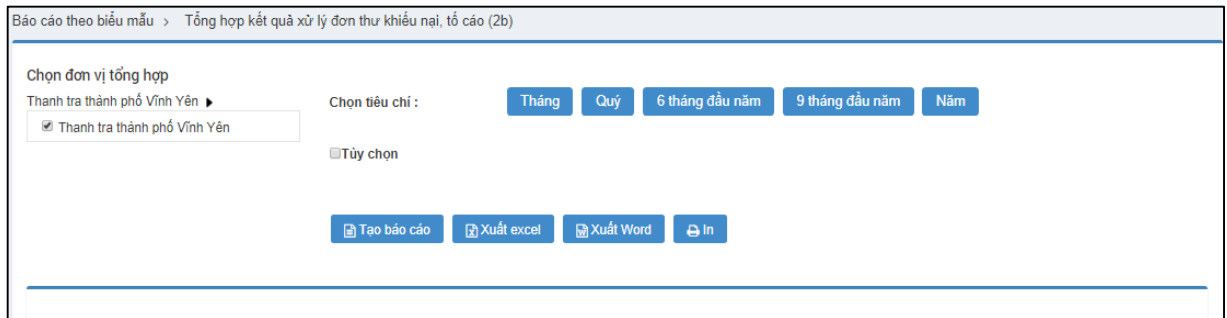 Báo cáo theo biểu mẫu > Tổng hợp kết quả xử lý đơn thư khiếu nại, tố cáo (2b)
Chọn đơn vị tổng hợp
Thanh tra thành phố Vĩnh Yên
Thanh tra thành phố Vĩnh Yên
Chọn tiêu chí : Tháng Quý 6 tháng đầu năm 9 tháng đầu năm Năm
Tùy chọn
Tạo báo cáo Xuất excel Xuất Word In